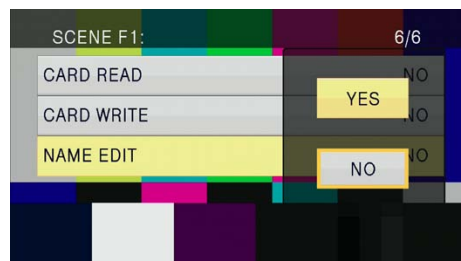 SCENE F1: 6/6
CARD READ NO
YES
CARD WRITE NO
NAME EDIT NO
NO